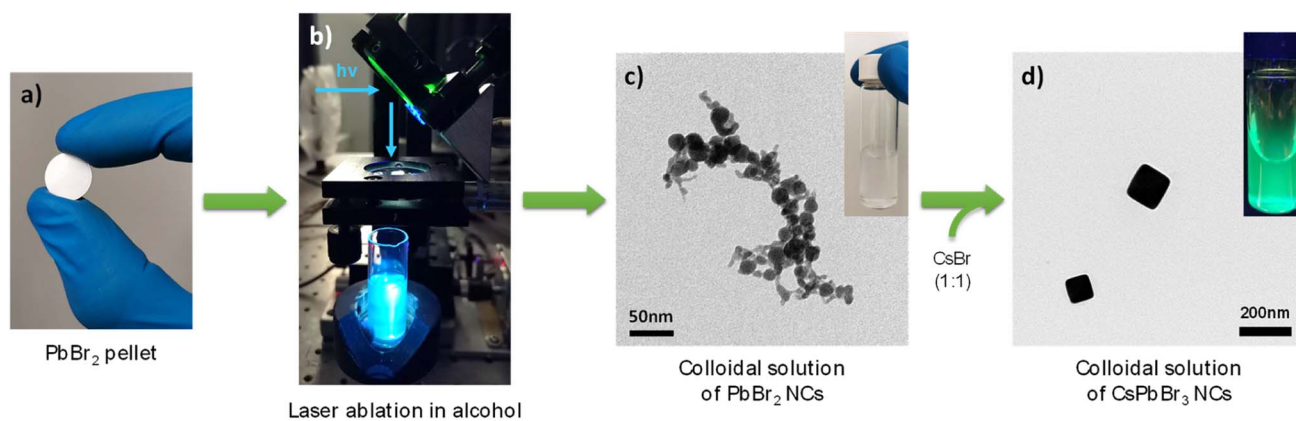 a)
PbBr₂ pellet
b)
hν
Laser ablation in alcohol
c)
50nm
Colloidal solution
of PbBr₂ NCs
CsBr
(1:1)
d)
200nm
Colloidal solution
of CsPbBr₃ NCs